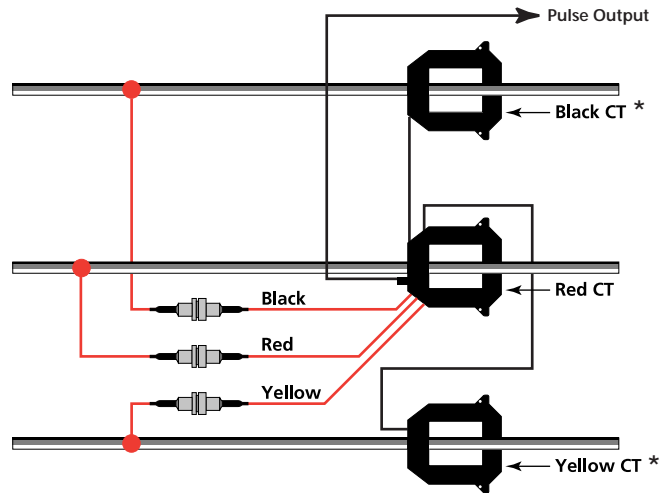 Pulse Output
Black CT *
Black
Red CT
Red
Yellow
Yellow CT *